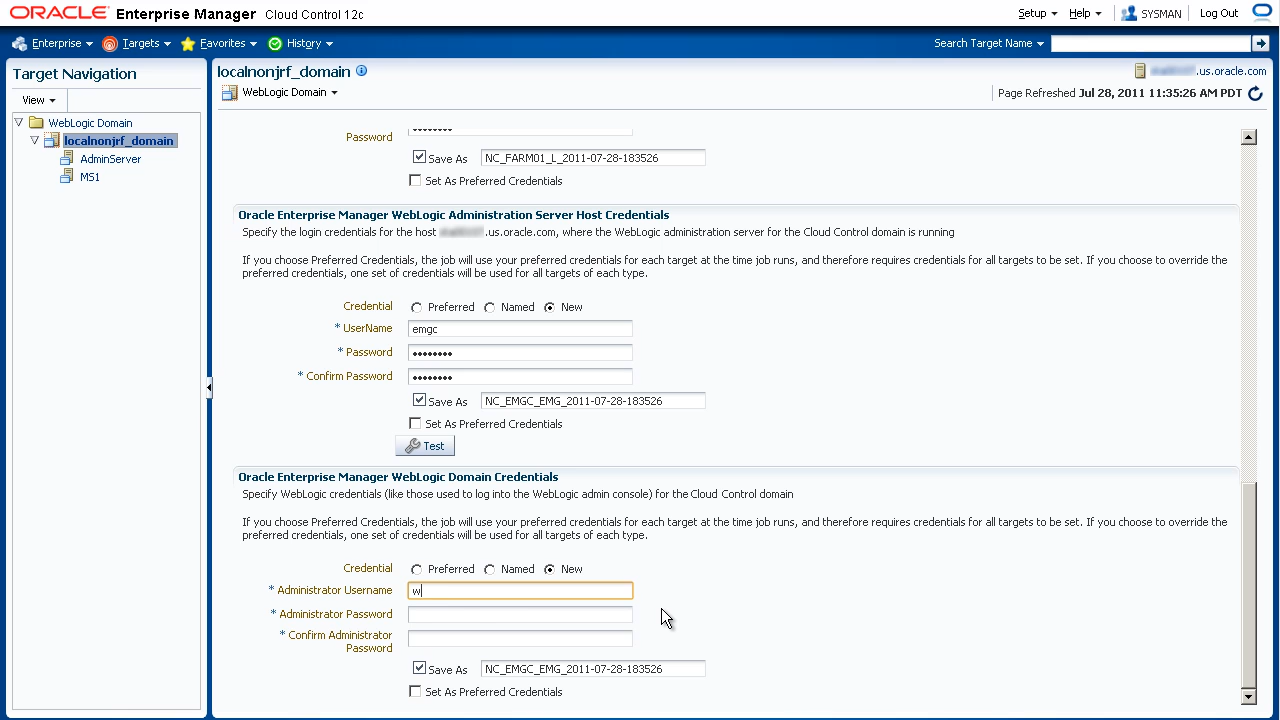 ORACLE Enterprise Manager Cloud Control 12c
Setup Help SYSMAN Log Out
Enterprise Targets Favorites History Search Target Name
Target Navigation
View
WebLogic Domain
localnonjrf_domain
AdminServer
MS1
localnonjrf_domain
.us.oracle.com
WebLogic Domain
Page Refreshed Jul 28, 2011 11:35:26 AM PDT
Password
Save As NC_FARM01_L_2011-07-28-183526
Set As Preferred Credentials
Oracle Enterprise Manager WebLogic Administration Server Host Credentials
Specify the login credentials for the host .us.oracle.com, where the WebLogic administration server for the Cloud Control domain is running
If you choose Preferred Credentials, the job will use your preferred credentials for each target at the time job runs, and therefore requires credentials for all targets to be set. If you choose to override the
preferred credentials, one set of credentials will be used for all targets of each type.
Credential Preferred Named New
* UserName emgc
* Password ••••••••
* Confirm Password ••••••••
Save As NC_EMGC_EMG_2011-07-28-183526
Set As Preferred Credentials
Test
Oracle Enterprise Manager WebLogic Domain Credentials
Specify WebLogic credentials (like those used to log into the WebLogic admin console) for the Cloud Control domain
If you choose Preferred Credentials, the job will use your preferred credentials for each target at the time job runs, and therefore requires credentials for all targets to be set. If you choose to override the
preferred credentials, one set of credentials will be used for all targets of each type.
Credential Preferred Named New
* Administrator Username w
* Administrator Password
* Confirm Administrator
Password
Save As NC_EMGC_EMG_2011-07-28-183526
Set As Preferred Credentials